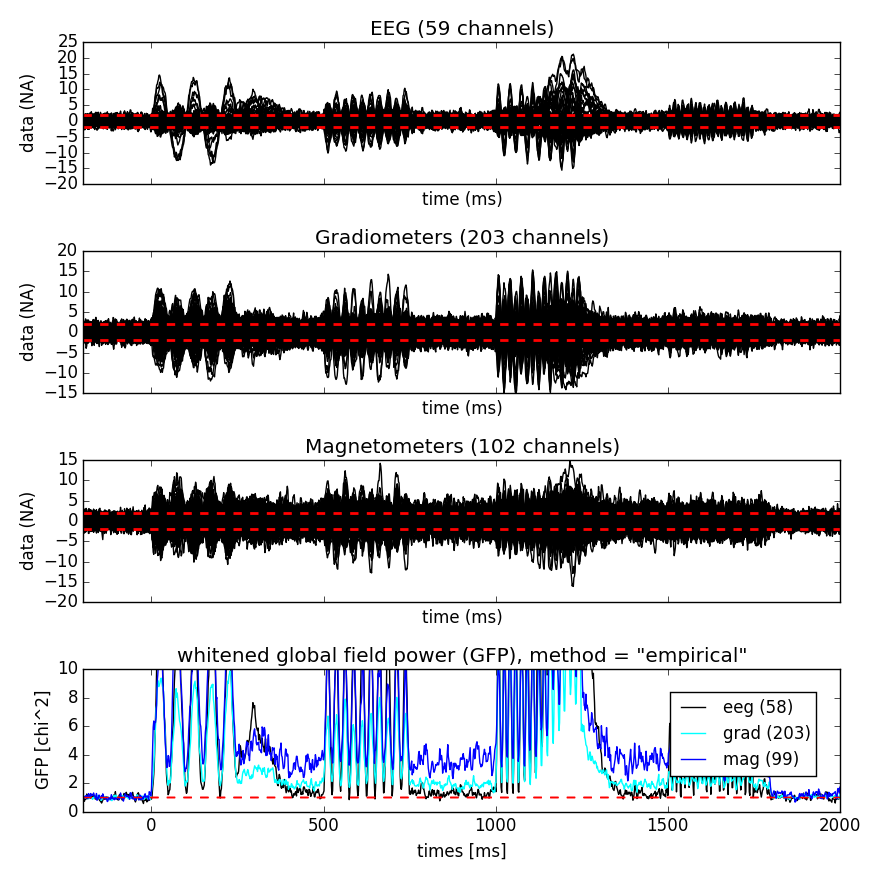 EEG (59 channels)
25
20
15
10
5
0
−5
−10
−15
−20
data (NA)
time (ms)
Gradiometers (203 channels)
20
15
10
5
0
−5
−10
−15
data (NA)
time (ms)
Magnetometers (102 channels)
15
10
5
0
−5
−10
−15
−20
data (NA)
time (ms)
whitened global field power (GFP), method = "empirical"
10
8
6
4
2
0
GFP [chi^2]
eeg (58)
grad (203)
mag (99)
0 500 1000 1500 2000
times [ms]